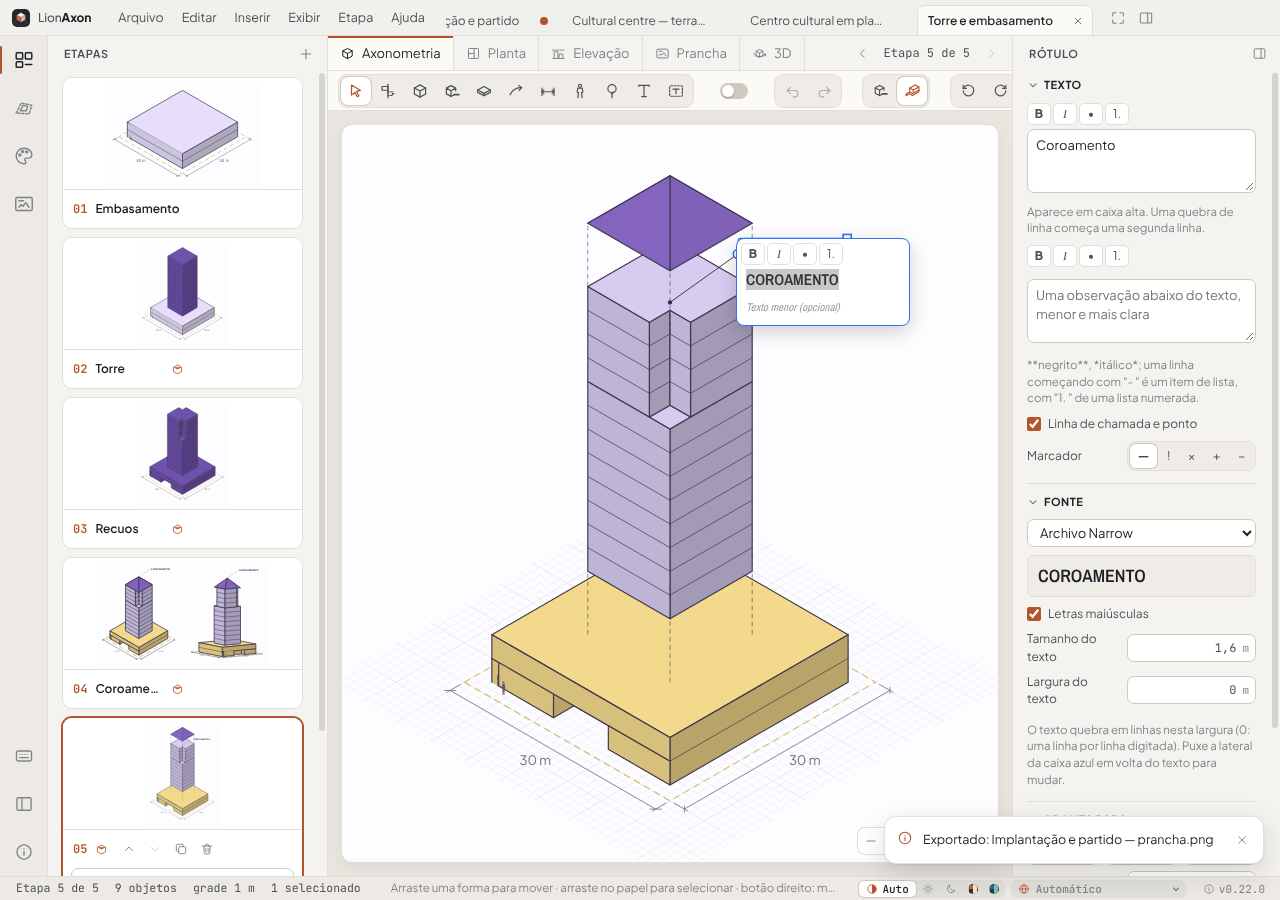 LionAxon
Arquivo
Editar
Inserir
Exibir
Etapa
Ajuda
ção e partido
Cultural centre — terra...
Centro cultural em pla...
Torre e embasamento
ETAPAS
Axonometria
Planta
Elevação
Prancha
3D
Etapa 5 de 5
RÓTULO
TEXTO
B I • 1.
Coroamento
Aparece em caixa alta. Uma quebra de
linha começa uma segunda linha.
B I • 1.
Uma observação abaixo do texto,
menor e mais clara
**negrito**, *itálico*; uma linha
começando com "- " é um item de lista,
com "1. " de uma lista numerada.
Linha de chamada e ponto
Marcador
— ! × + −
FONTE
Archivo Narrow
COROAMENTO
Letras maiúsculas
Tamanho do
texto
1,6 m
Largura do
texto
0 m
O texto quebra em linhas nesta largura (0:
uma linha por linha digitada). Puxe a lateral
da caixa azul em volta do texto para
mudar.
01 Embasamento
02 Torre
03 Recuos
04 Coroame...
05
B I • 1.
COROAMENTO
Texto menor (opcional)
30 m
30 m
Exportado: Implantação e partido — prancha.png
Etapa 5 de 5
9 objetos
grade 1 m
1 selecionado
Arraste uma forma para mover · arraste no papel para selecionar · botão direito: m...
Auto
Automático
v0.22.0